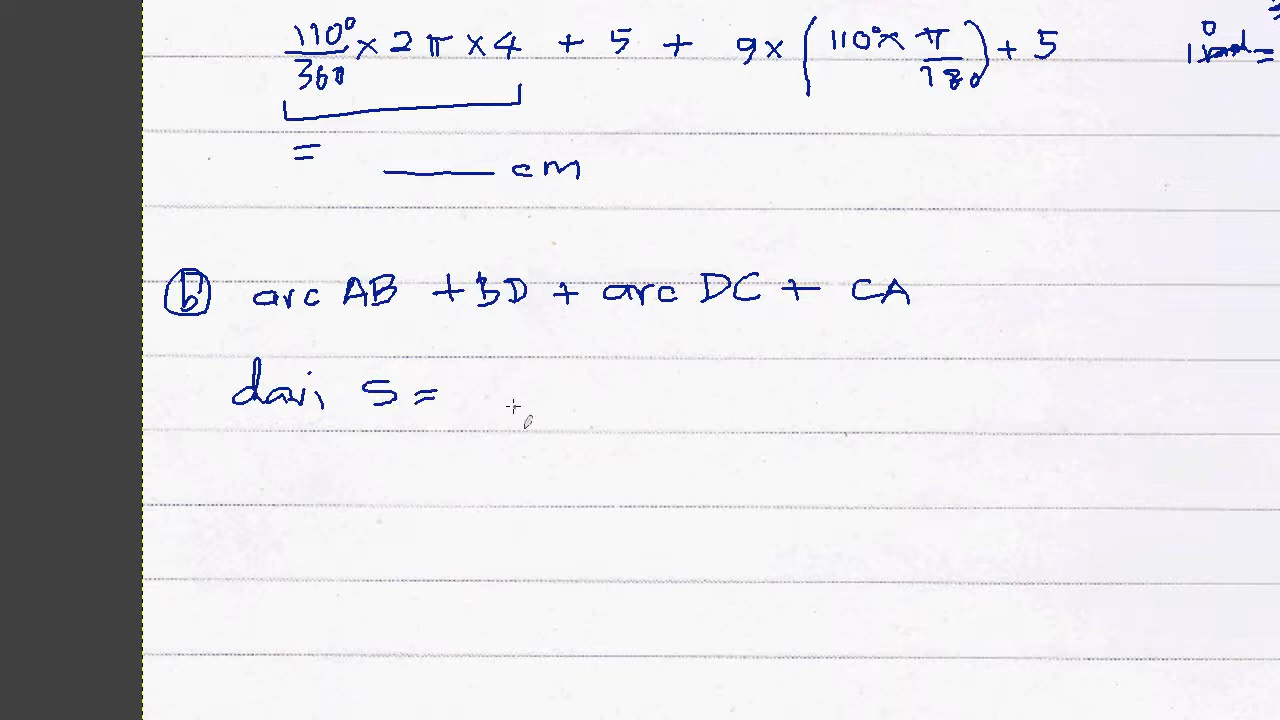 110°/360 × 2π × 4 + 5 + 9 × (110° × π/180) + 5
= ____ cm
ⓑ arc AB + BD + arc DC + CA
dari s =